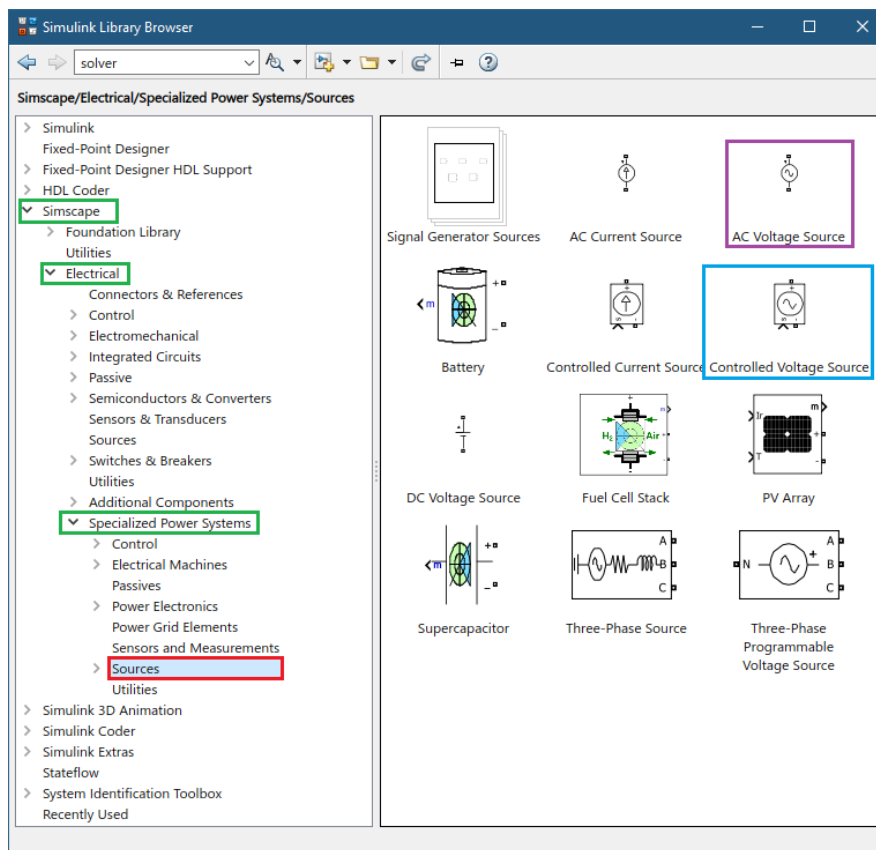 Simulink Library Browser
solver
Simscape/Electrical/Specialized Power Systems/Sources
Simulink
Fixed-Point Designer
Fixed-Point Designer HDL Support
HDL Coder
Simscape
Foundation Library
Utilities
Electrical
Connectors & References
Control
Electromechanical
Integrated Circuits
Passive
Semiconductors & Converters
Sensors & Transducers
Sources
Switches & Breakers
Utilities
Additional Components
Specialized Power Systems
Control
Electrical Machines
Passives
Power Electronics
Power Grid Elements
Sensors and Measurements
Sources
Utilities
Simulink 3D Animation
Simulink Coder
Simulink Extras
Stateflow
System Identification Toolbox
Recently Used
Signal Generator Sources
AC Current Source
AC Voltage Source
m
Battery
s
Controlled Current Source
s
Controlled Voltage Source
DC Voltage Source
m
H₂
Air
Fuel Cell Stack
Ir
T
m
PV Array
m
Supercapacitor
A
B
C
Three-Phase Source
N
A
B
C
Three-Phase
Programmable
Voltage Source